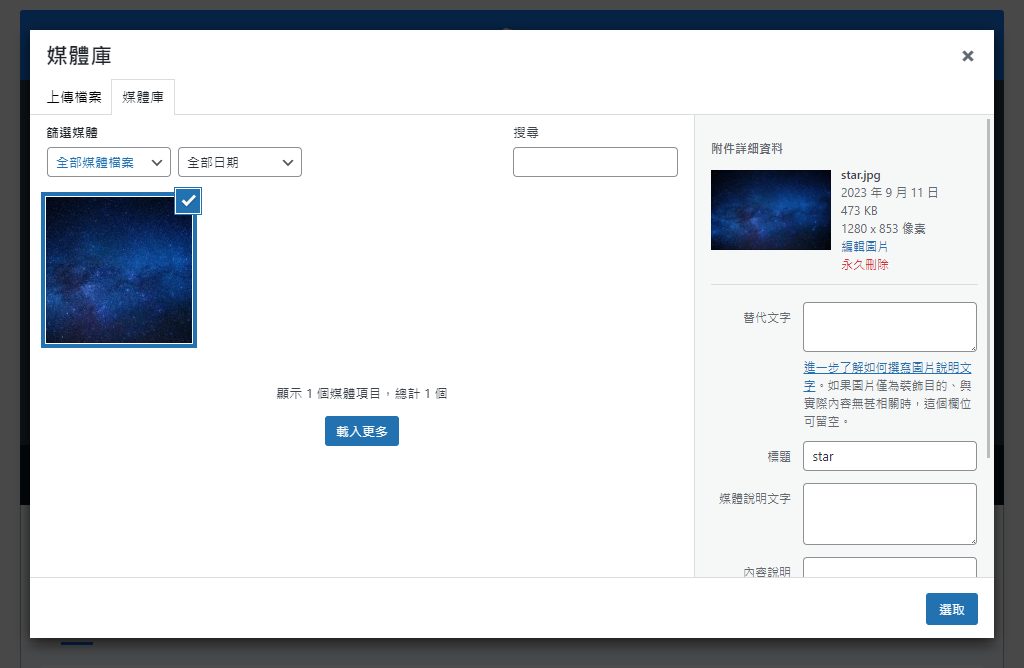 媒體庫
上傳檔案
媒體庫
篩選媒體
全部媒體檔案
全部日期
搜尋
顯示 1 個媒體項目，總計 1 個
載入更多
附件詳細資料
star.jpg
2023 年 9 月 11 日
473 KB
1280 x 853 像素
編輯圖片
永久刪除
替代文字
進一步了解如何撰寫圖片說明文
字。如果圖片僅為裝飾目的、與
實際內容無甚相關時，這個欄位
可留空。
標題
star
媒體說明文字
內容說明
選取